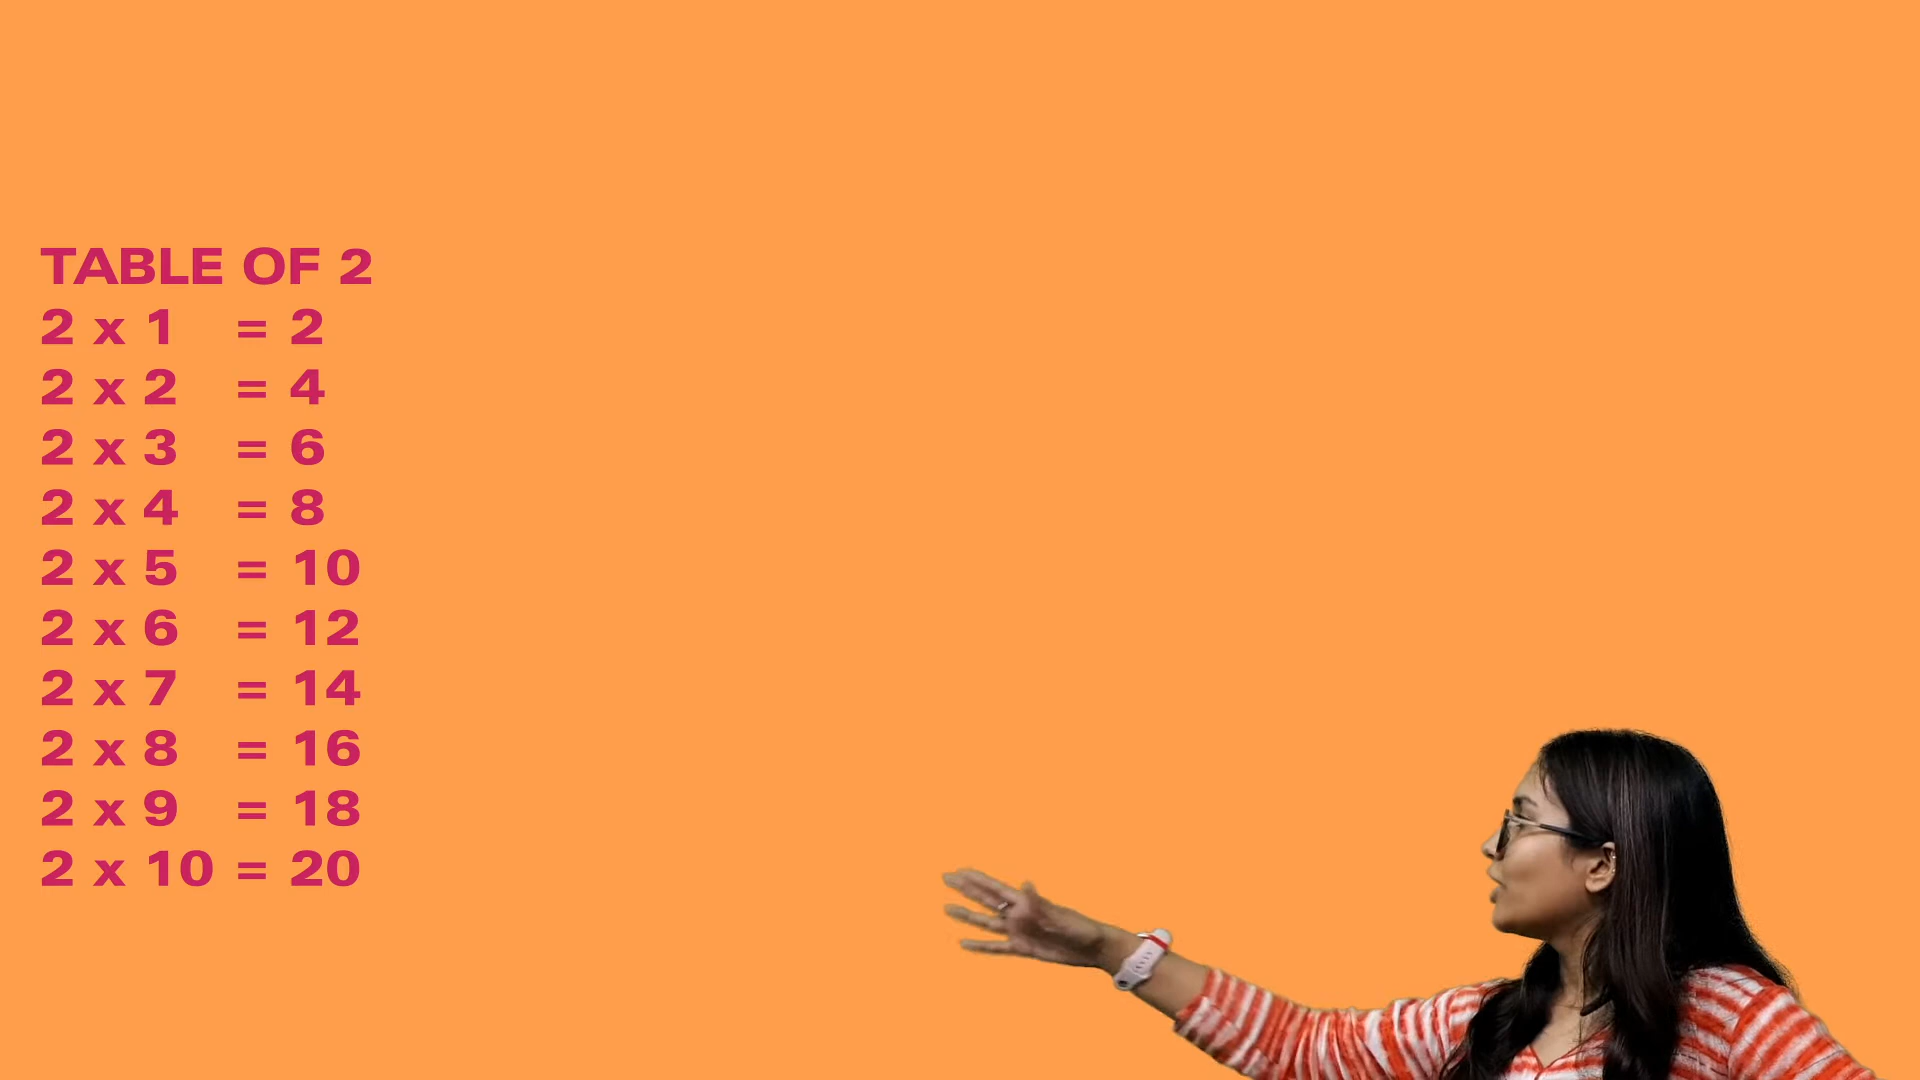 TABLE OF 2
2 x 1 = 2
2 x 2 = 4
2 x 3 = 6
2 x 4 = 8
2 x 5 = 10
2 x 6 = 12
2 x 7 = 14
2 x 8 = 16
2 x 9 = 18
2 x 10 = 20